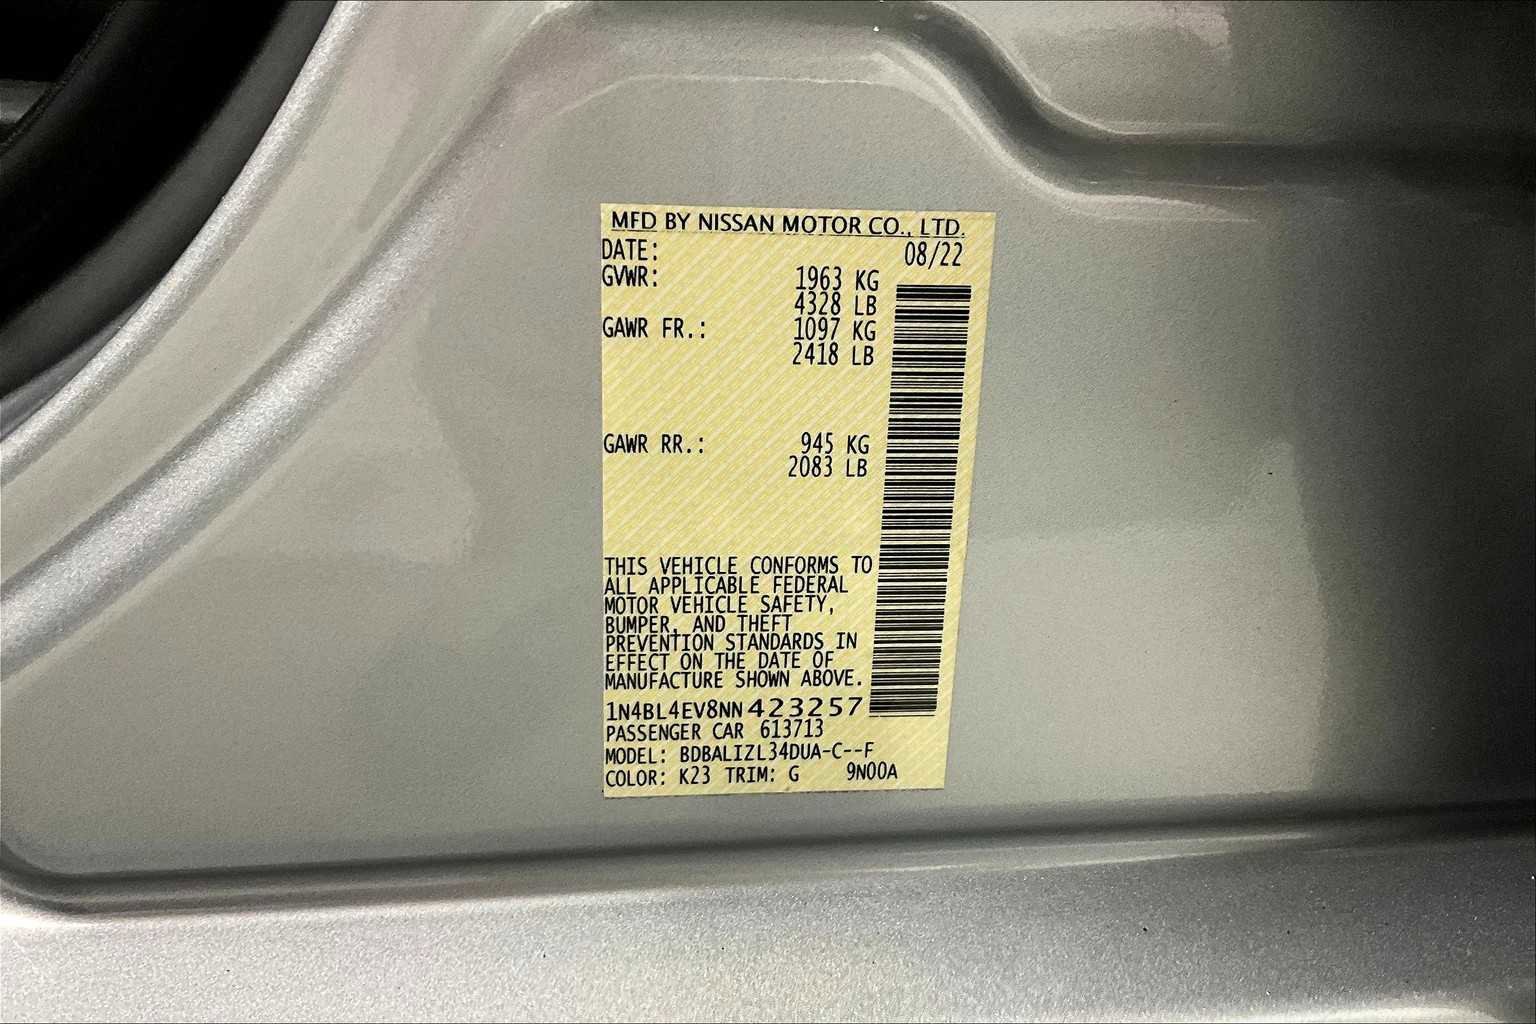 MFD BY NISSAN MOTOR CO., LTD.
DATE: 08/22
GVWR: 1963 KG
4328 LB
GAWR FR.: 1097 KG
2418 LB
GAWR RR.: 945 KG
2083 LB
THIS VEHICLE CONFORMS TO
ALL APPLICABLE FEDERAL
MOTOR VEHICLE SAFETY,
BUMPER, AND THEFT
PREVENTION STANDARDS IN
EFFECT ON THE DATE OF
MANUFACTURE SHOWN ABOVE.
1N4BL4EV8NN423257
PASSENGER CAR 613713
MODEL: BDBALIZL34DUA-C--F
COLOR: K23 TRIM: G 9N00A